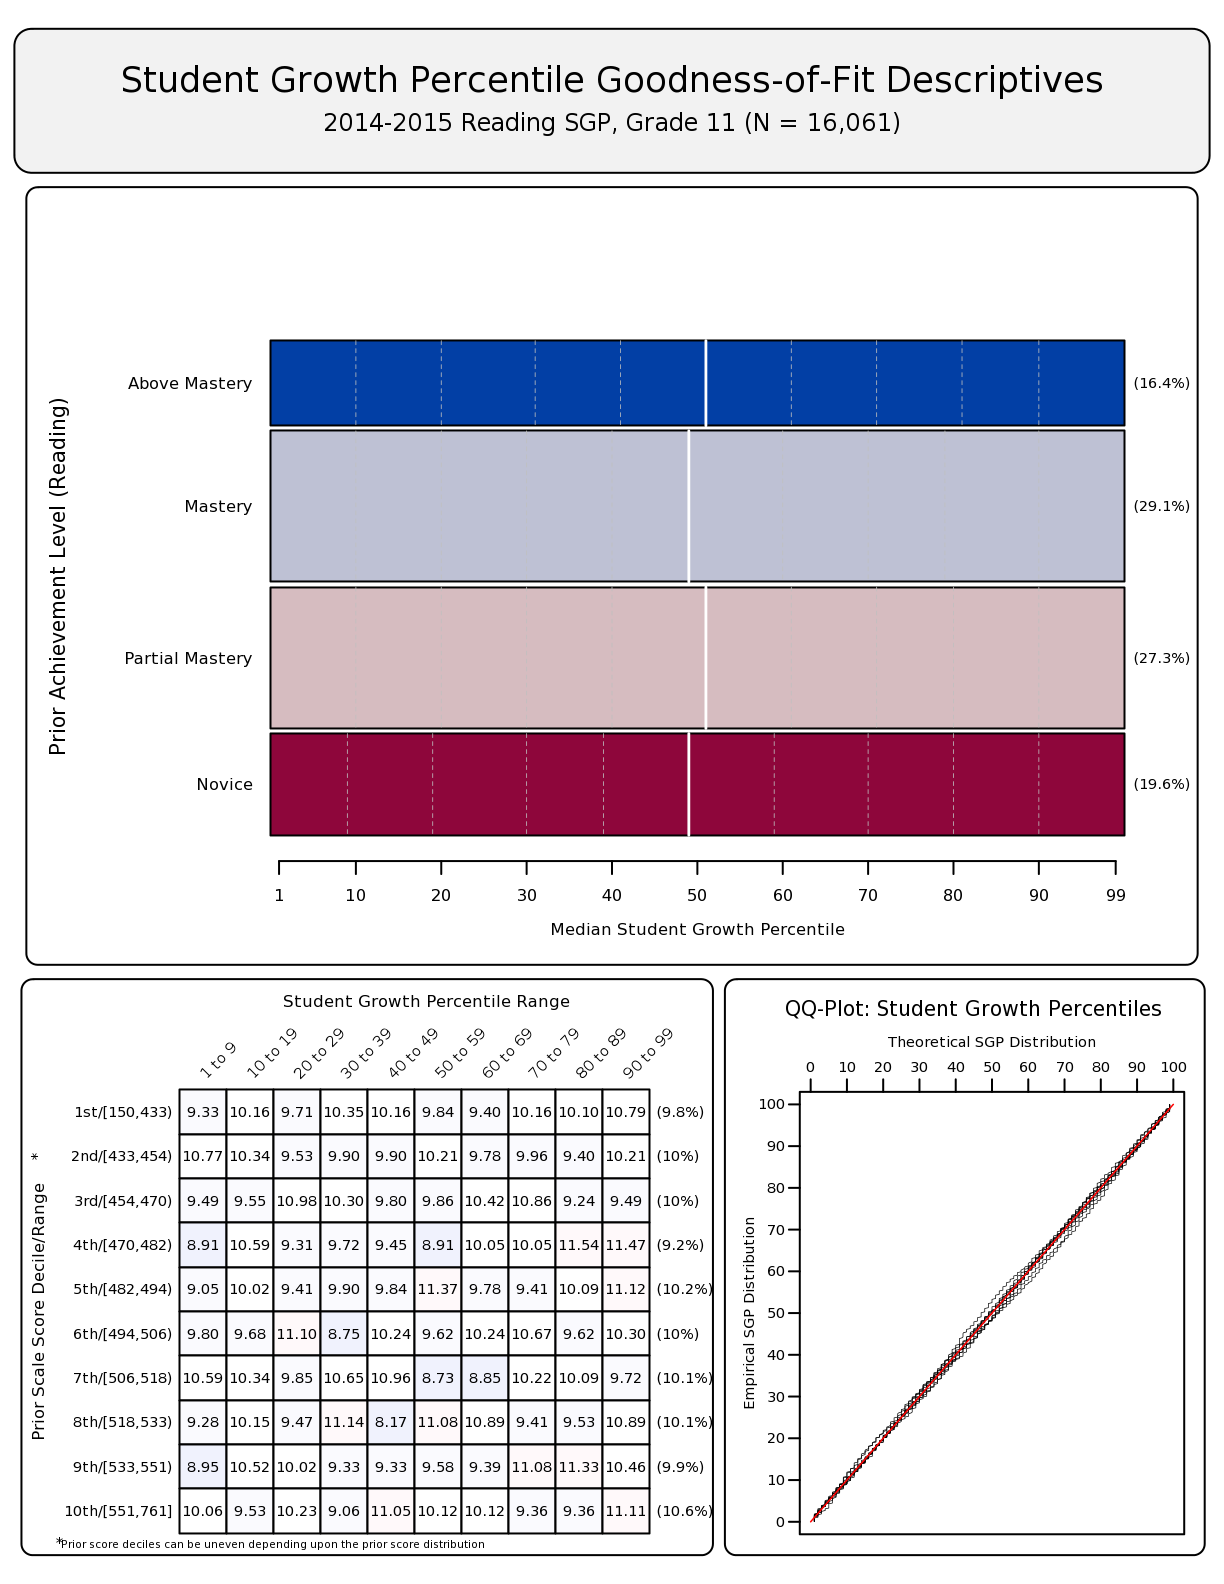 Student Growth Percentile Goodness-of-Fit Descriptives
2014-2015 Reading SGP, Grade 11 (N = 16,061)
Prior Achievement Level (Reading)
Above Mastery (16.4%)
Mastery (29.1%)
Partial Mastery (27.3%)
Novice (19.6%)
1 10 20 30 40 50 60 70 80 90 99
Median Student Growth Percentile
Student Growth Percentile Range
1 to 9 10 to 19 20 to 29 30 to 39 40 to 49 50 to 59 60 to 69 70 to 79 80 to 89 90 to 99
Prior Scale Score Decile/Range *
1st/[150,433) 9.33 10.16 9.71 10.35 10.16 9.84 9.40 10.16 10.10 10.79 (9.8%)
2nd/[433,454) 10.77 10.34 9.53 9.90 9.90 10.21 9.78 9.96 9.40 10.21 (10%)
3rd/[454,470) 9.49 9.55 10.98 10.30 9.80 9.86 10.42 10.86 9.24 9.49 (10%)
4th/[470,482) 8.91 10.59 9.31 9.72 9.45 8.91 10.05 10.05 11.54 11.47 (9.2%)
5th/[482,494) 9.05 10.02 9.41 9.90 9.84 11.37 9.78 9.41 10.09 11.12 (10.2%)
6th/[494,506) 9.80 9.68 11.10 8.75 10.24 9.62 10.24 10.67 9.62 10.30 (10%)
7th/[506,518) 10.59 10.34 9.85 10.65 10.96 8.73 8.85 10.22 10.09 9.72 (10.1%)
8th/[518,533) 9.28 10.15 9.47 11.14 8.17 11.08 10.89 9.41 9.53 10.89 (10.1%)
9th/[533,551) 8.95 10.52 10.02 9.33 9.33 9.58 9.39 11.08 11.33 10.46 (9.9%)
10th/[551,761] 10.06 9.53 10.23 9.06 11.05 10.12 10.12 9.36 9.36 11.11 (10.6%)
*Prior score deciles can be uneven depending upon the prior score distribution
QQ-Plot: Student Growth Percentiles
Theoretical SGP Distribution
0 10 20 30 40 50 60 70 80 90 100
Empirical SGP Distribution
100
90
80
70
60
50
40
30
20
10
0